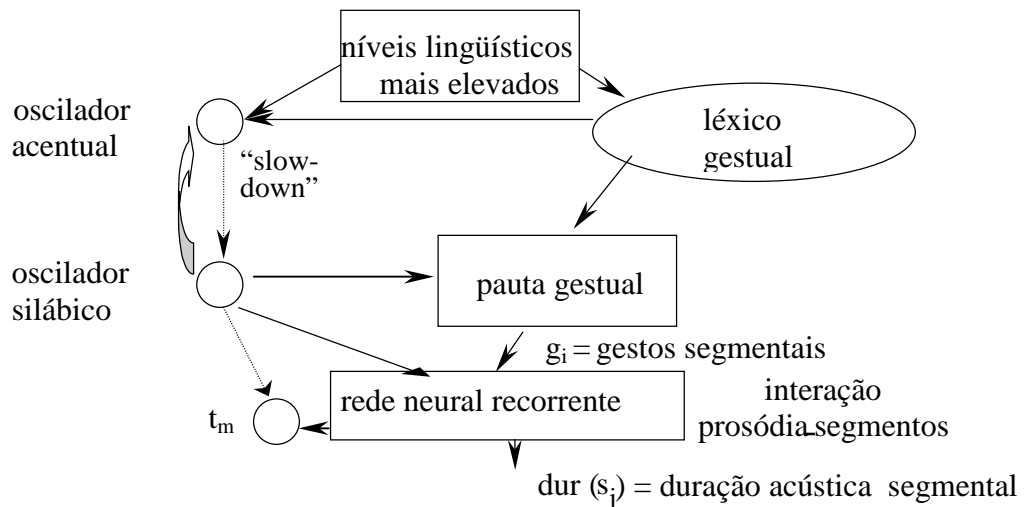 níveis lingüísticos
mais elevados
oscilador
acentual
léxico
gestual
“slow-
down”
oscilador
silábico
pauta gestual
gi = gestos segmentais
rede neural recorrente
interação
prosódia-segmentos
tm
dur (si) = duração acústica segmental